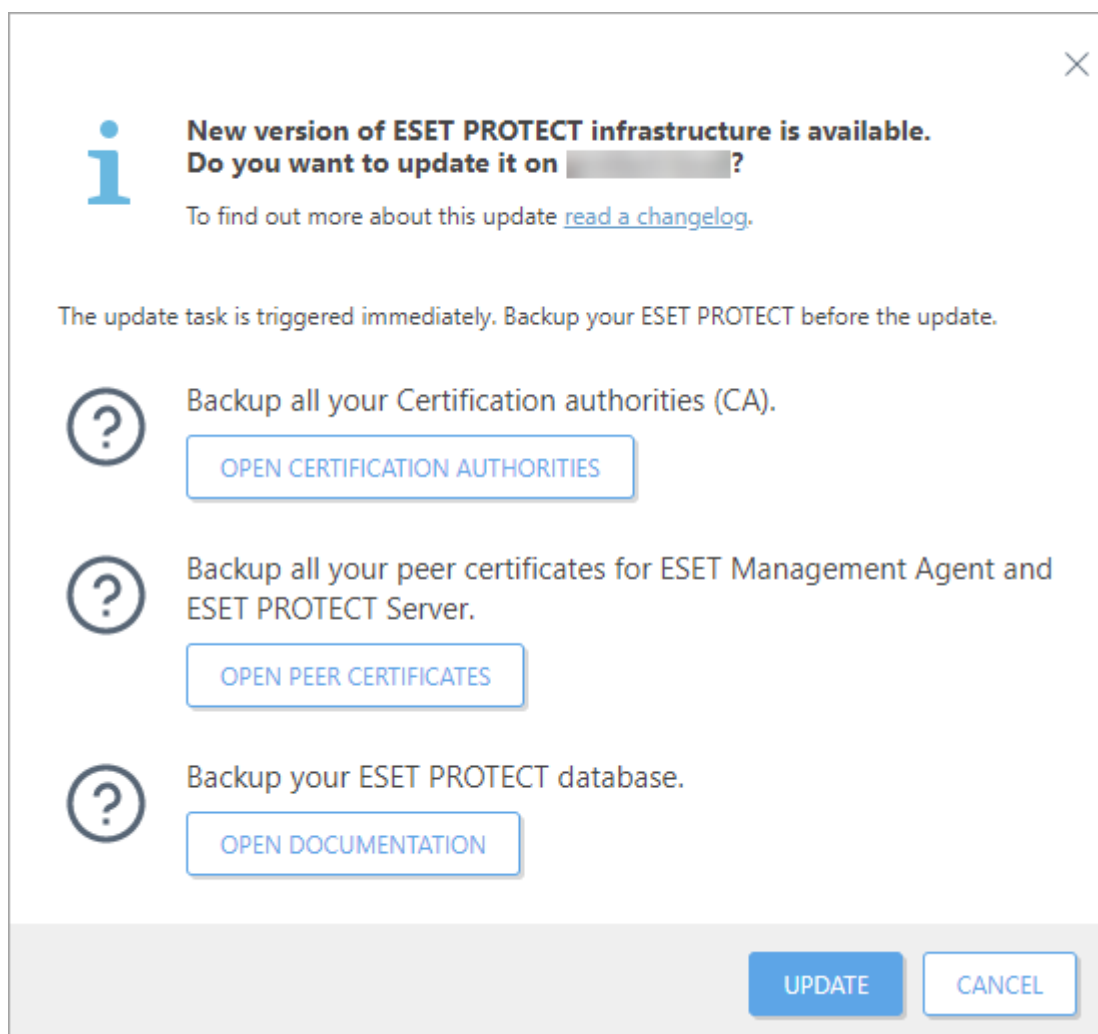 New version of ESET PROTECT infrastructure is available.
Do you want to update it on ?
To find out more about this update read a changelog.
The update task is triggered immediately. Backup your ESET PROTECT before the update.
Backup all your Certification authorities (CA).
OPEN CERTIFICATION AUTHORITIES
Backup all your peer certificates for ESET Management Agent and
ESET PROTECT Server.
OPEN PEER CERTIFICATES
Backup your ESET PROTECT database.
OPEN DOCUMENTATION
UPDATE
CANCEL